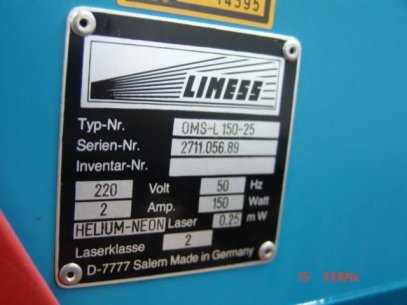 14395
LIMESS
Typ-Nr. OMS-L 150-25
Serien-Nr. 2711.056.89
Inventar-Nr.
220 Volt 50 Hz
2 Amp. 150 Watt
HELIUM-NEON Laser 0,25 mW
Laserklasse 2
D-7777 Salem Made in Germany